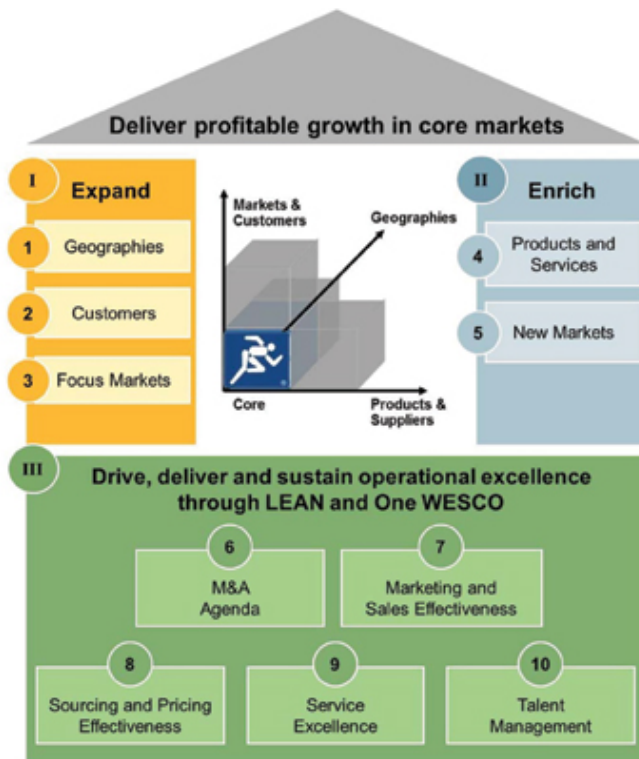 Deliver profitable growth in core markets
I
Expand
1
Geographies
2
Customers
3
Focus Markets
Markets &
Customers
Geographies
Core
Products &
Suppliers
II
Enrich
4
Products and
Services
5
New Markets
III
Drive, deliver and sustain operational excellence
through LEAN and One WESCO
6
M&A
Agenda
7
Marketing and
Sales Effectiveness
8
Sourcing and Pricing
Effectiveness
9
Service
Excellence
10
Talent
Management